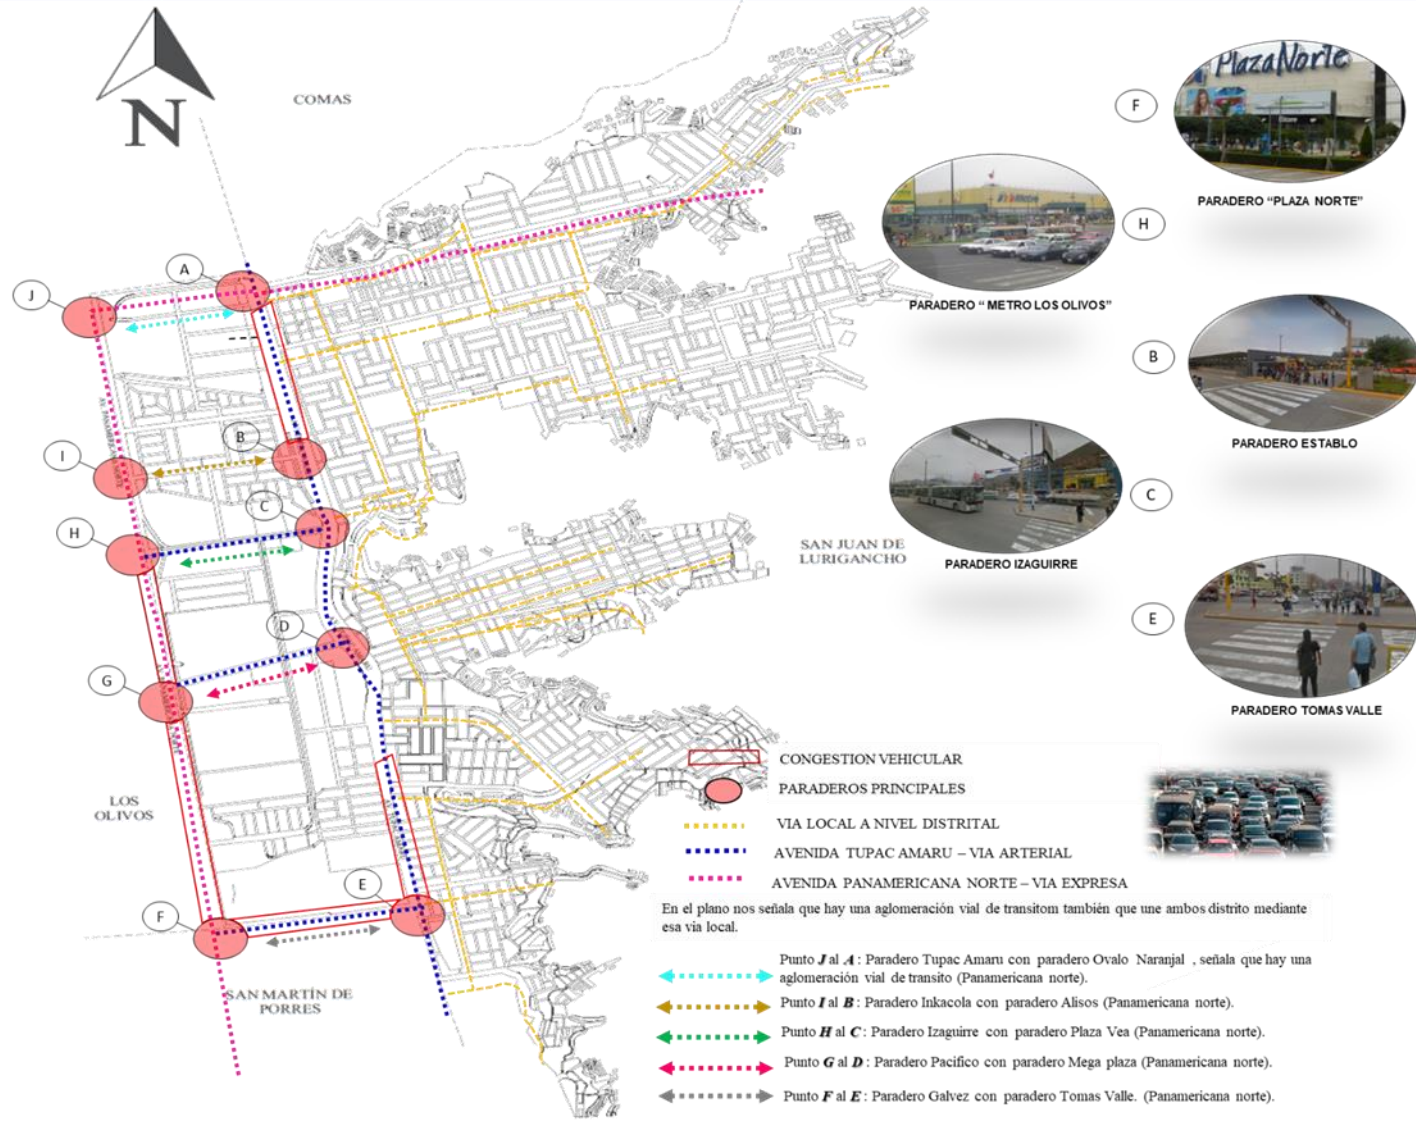 COMAS
N
F
Plaza Norte
PARADERO “PLAZA NORTE”
H
Metro
PARADERO “ METRO LOS OLIVOS”
A
J
B
PARADERO ESTABLO
B
I
C
C
PARADERO IZAGUIRRE
H
SAN JUAN DE
LURIGANCHO
D
E
PARADERO TOMAS VALLE
G
LOS
OLIVOS
E
F
SAN MARTÍN DE
PORRES
CONGESTION VEHICULAR
PARADEROS PRINCIPALES
VIA LOCAL A NIVEL DISTRITAL
AVENIDA TUPAC AMARU – VIA ARTERIAL
AVENIDA PANAMERICANA NORTE – VIA EXPRESA
En el plano nos señala que hay una aglomeración vial de transitom también que une ambos distrito mediante
esa via local.
Punto J al A : Paradero Tupac Amaru con paradero Ovalo Naranjal , señala que hay una
aglomeración vial de transito (Panamericana norte).
Punto I al B : Paradero Inkacola con paradero Alisos (Panamericana norte).
Punto H al C : Paradero Izaguirre con paradero Plaza Vea (Panamericana norte).
Punto G al D : Paradero Pacifico con paradero Mega plaza (Panamericana norte).
Punto F al E : Paradero Galvez con paradero Tomas Valle. (Panamericana norte).